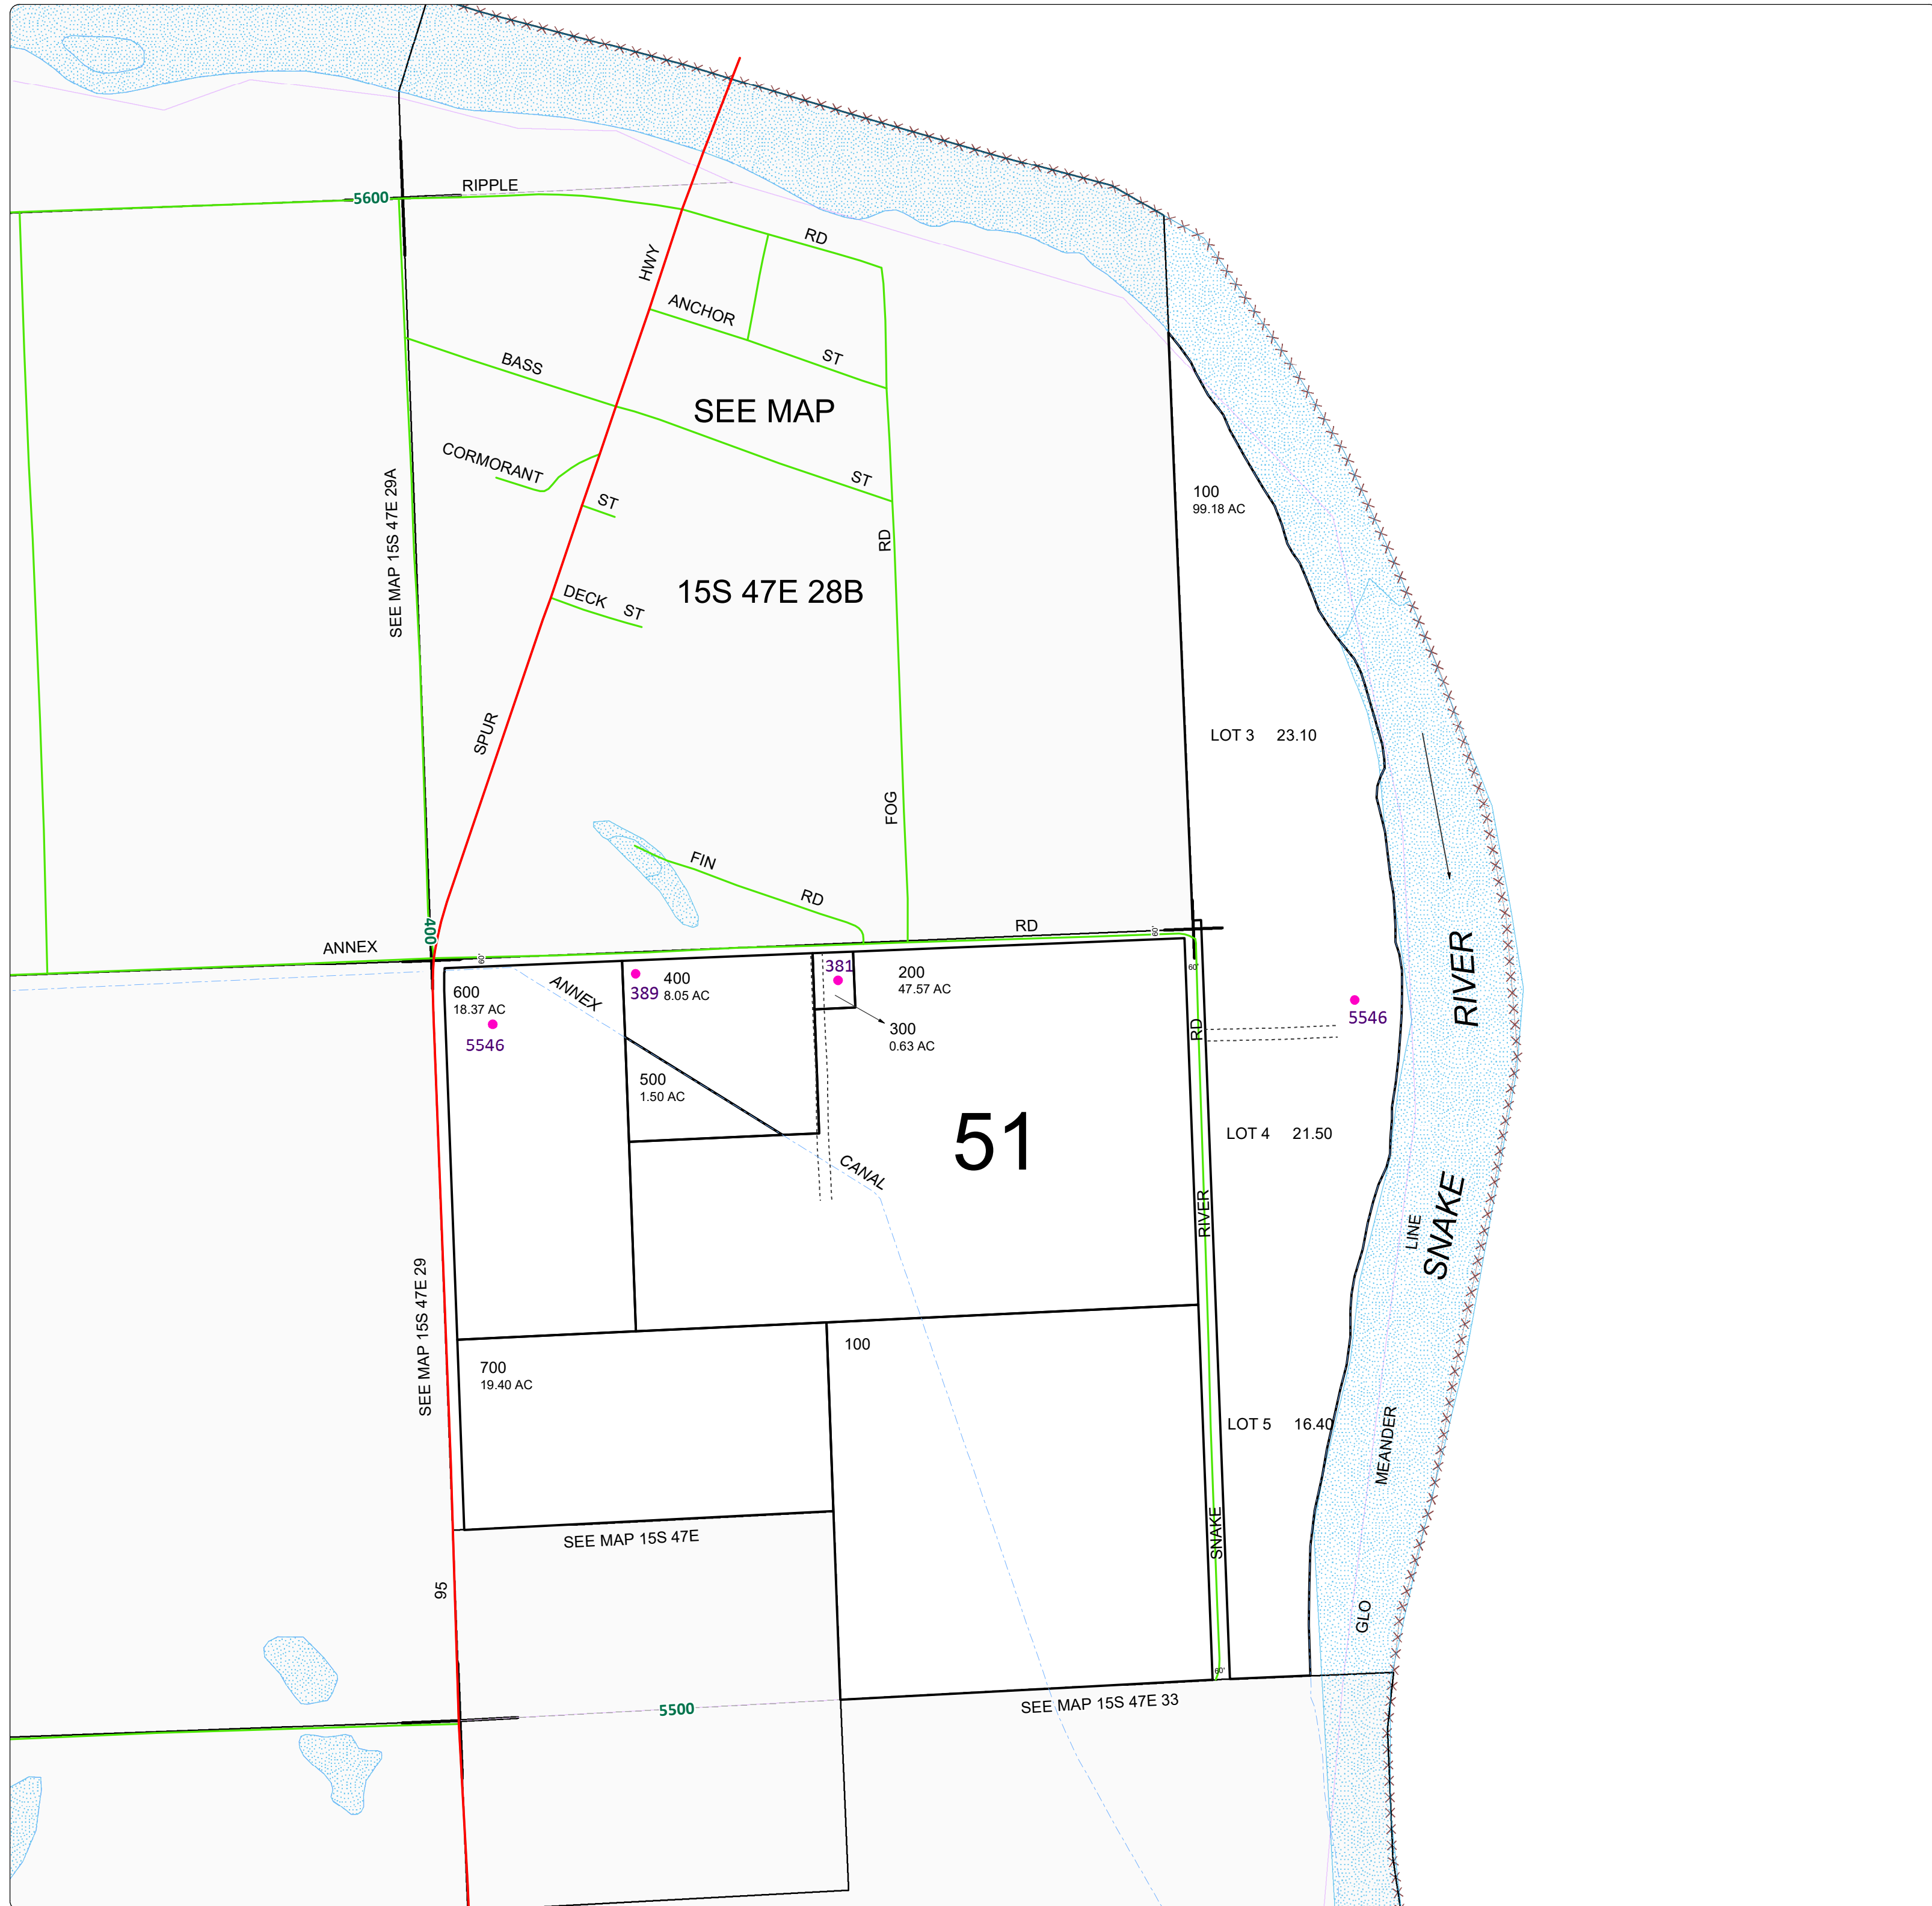 RIPPLE
5600
RD
HWY
ANCHOR
ST
BASS
SEE MAP
CORMORANT
ST
ST
100
99.18 AC
SEE MAP 15S 47E 29A
RD
15S 47E 28B
DECK ST
SPUR
LOT 3 23.10
FOG
FIN
RD
ANNEX
400
RD
60'
60'
60'
600
18.37 AC
5546
ANNEX
389
400
8.05 AC
381
200
47.57 AC
300
0.63 AC
RD
5546
RIVER
500
1.50 AC
51
CANAL
LOT 4 21.50
RIVER
LINE
SNAKE
SEE MAP 15S 47E 29
700
19.40 AC
100
LOT 5 16.40
MEANDER
SEE MAP 15S 47E
SNAKE
95
GLO
60'
5500
SEE MAP 15S 47E 33